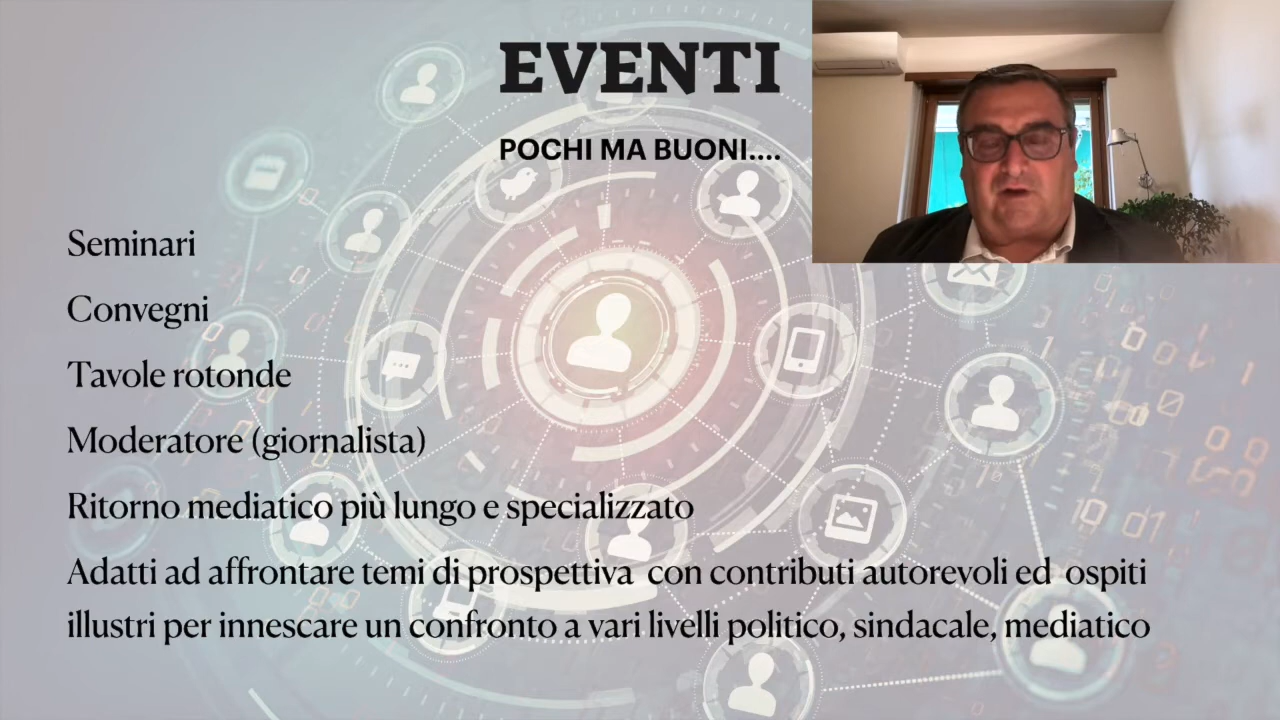 EVENTI
POCHI MA BUONI....
Seminari
Convegni
Tavole rotonde
Moderatore (giornalista)
Ritorno mediatico più lungo e specializzato
Adatti ad affrontare temi di prospettiva con contributi autorevoli ed ospiti
illustri per innescare un confronto a vari livelli politico, sindacale, mediatico